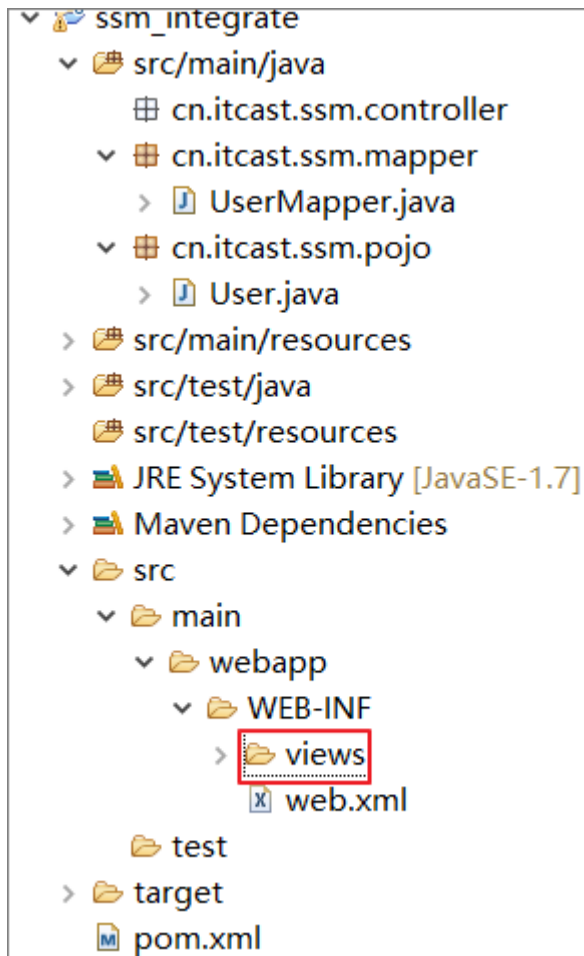 ssm_integrate
src/main/java
cn.itcast.ssm.controller
cn.itcast.ssm.mapper
UserMapper.java
cn.itcast.ssm.pojo
User.java
src/main/resources
src/test/java
src/test/resources
JRE System Library [JavaSE-1.7]
Maven Dependencies
src
main
webapp
WEB-INF
views
web.xml
test
target
pom.xml